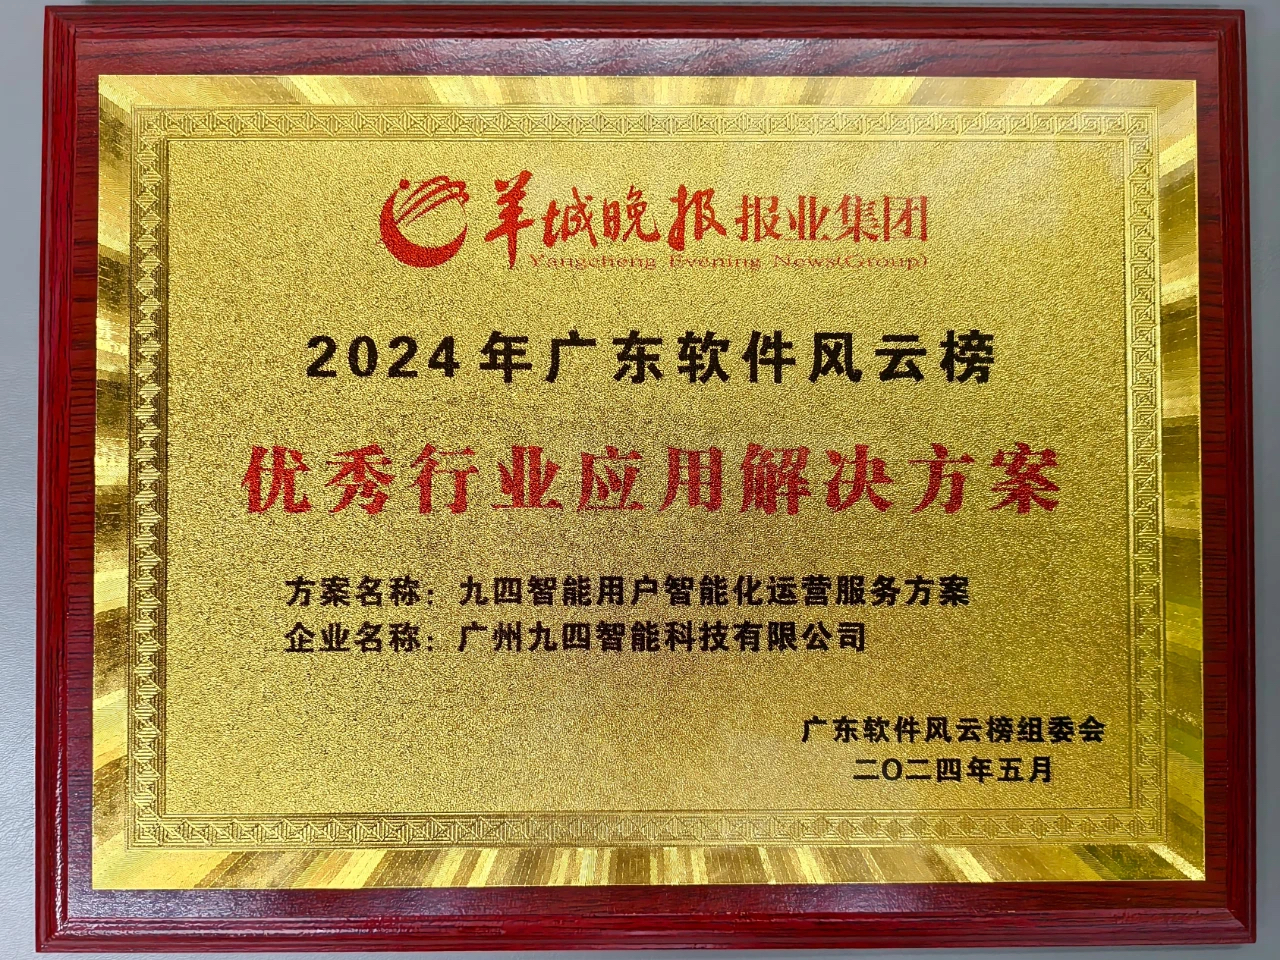 羊城晚报报业集团
Yangcheng Evening News(Group)
2024年广东软件风云榜
优秀行业应用解决方案
方案名称：九四智能用户智能化运营服务方案
企业名称：广州九四智能科技有限公司
广东软件风云榜组委会
二〇二四年五月